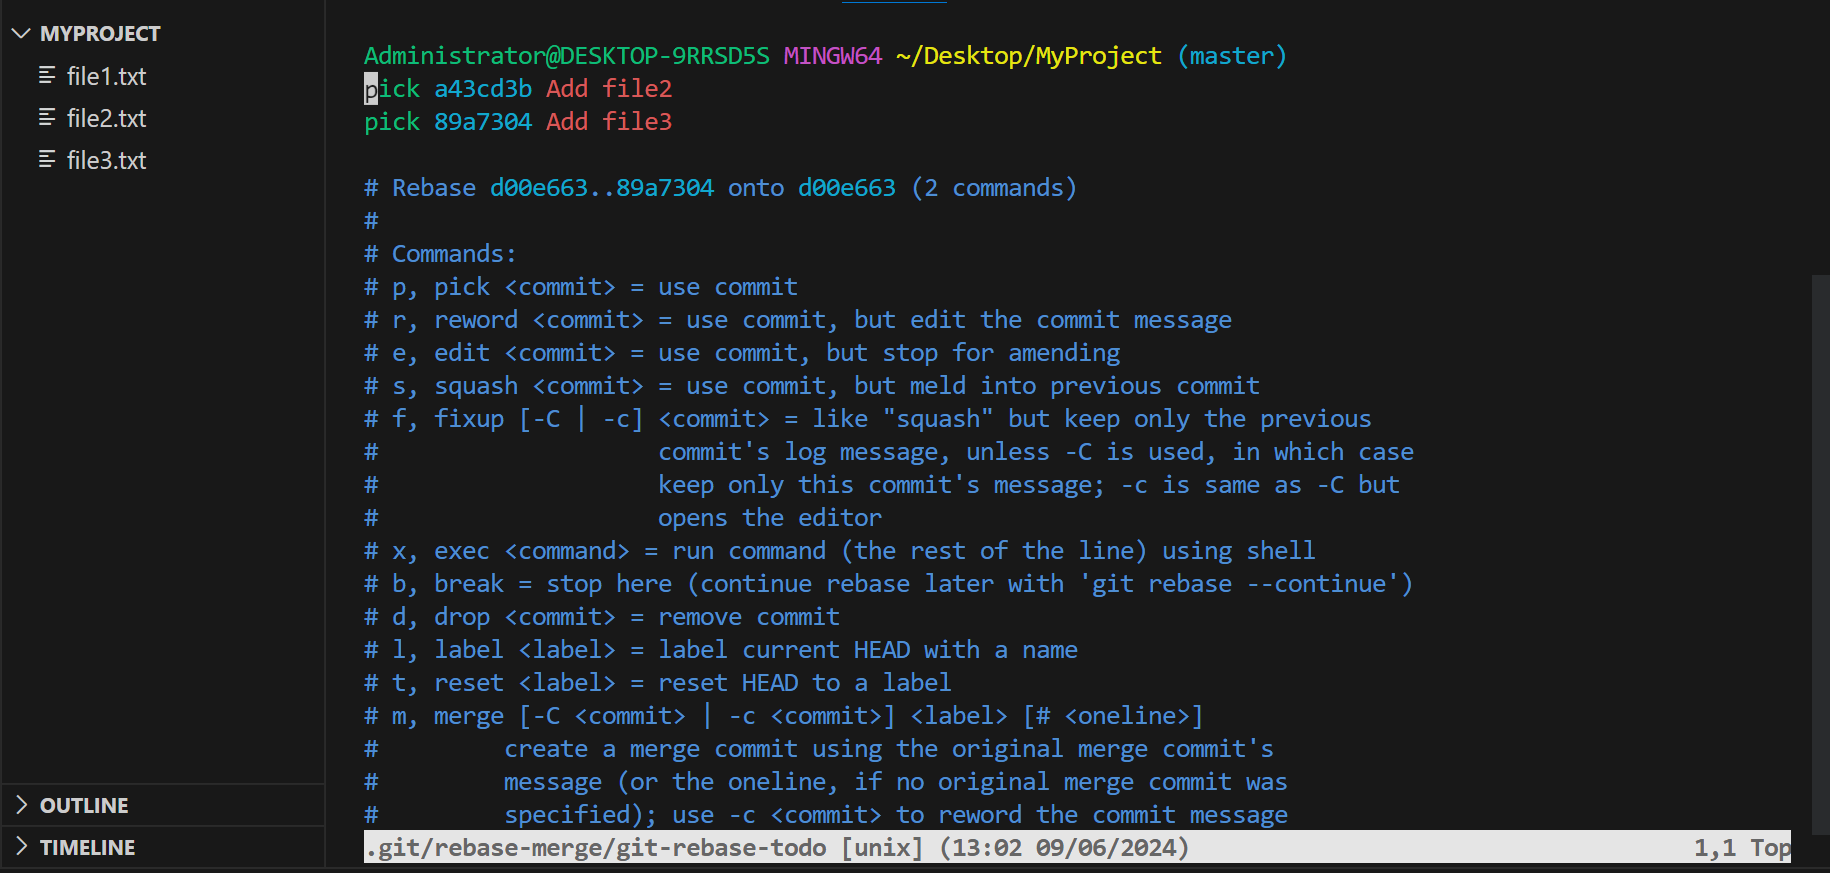 MYPROJECT
file1.txt
file2.txt
file3.txt
OUTLINE
TIMELINE
Administrator@DESKTOP-9RRSD5S MINGW64 ~/Desktop/MyProject (master)
pick a43cd3b Add file2
pick 89a7304 Add file3
# Rebase d00e663..89a7304 onto d00e663 (2 commands)
#
# Commands:
# p, pick <commit> = use commit
# r, reword <commit> = use commit, but edit the commit message
# e, edit <commit> = use commit, but stop for amending
# s, squash <commit> = use commit, but meld into previous commit
# f, fixup [-C | -c] <commit> = like "squash" but keep only the previous
#                    commit's log message, unless -C is used, in which case
#                    keep only this commit's message; -c is same as -C but
#                    opens the editor
# x, exec <command> = run command (the rest of the line) using shell
# b, break = stop here (continue rebase later with 'git rebase --continue')
# d, drop <commit> = remove commit
# l, label <label> = label current HEAD with a name
# t, reset <label> = reset HEAD to a label
# m, merge [-C <commit> | -c <commit>] <label> [# <oneline>]
#         create a merge commit using the original merge commit's
#         message (or the oneline, if no original merge commit was
#         specified); use -c <commit> to reword the commit message
.git/rebase-merge/git-rebase-todo [unix] (13:02 09/06/2024) 1,1 Top